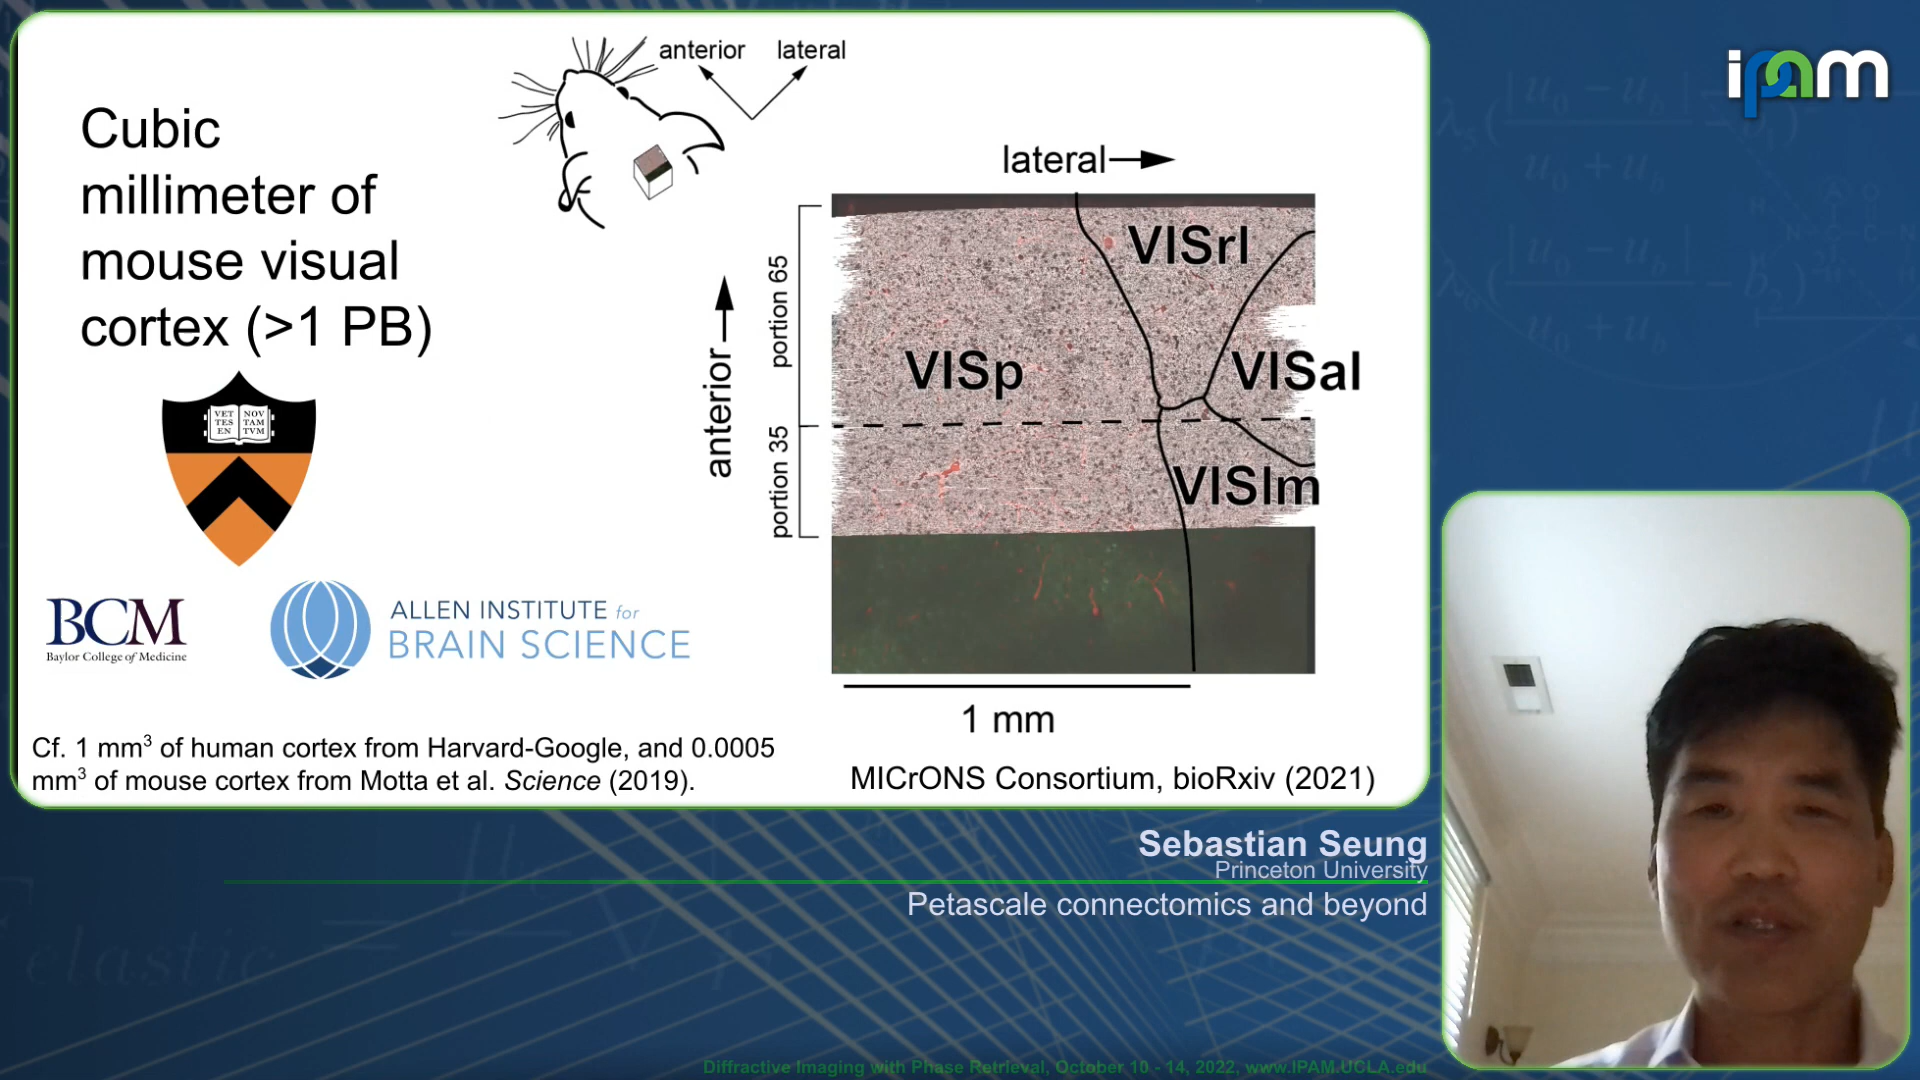 anterior
lateral
ipam
Cubic
millimeter of
mouse visual
cortex (>1 PB)
lateral
VISrl
VISp
VISal
VISlm
anterior
portion 65
portion 35
VET NOV
TES TAM
EN TVM
BCM
Baylor College of Medicine
ALLEN INSTITUTE for
BRAIN SCIENCE
1 mm
Cf. 1 mm³ of human cortex from Harvard-Google, and 0.0005
mm³ of mouse cortex from Motta et al. Science (2019).
MICrONS Consortium, bioRxiv (2021)
Sebastian Seung
Princeton University
Petascale connectomics and beyond
Diffractive Imaging with Phase Retrieval, October 10 - 14, 2022, www.IPAM.UCLA.edu